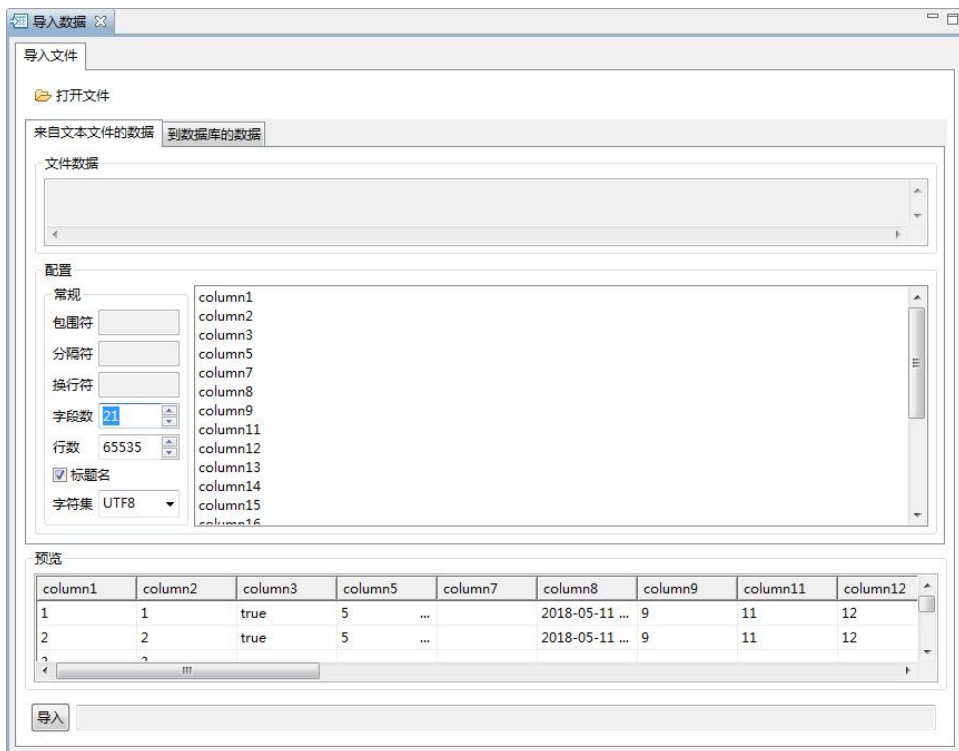 导入数据
导入文件
打开文件
来自文本文件的数据 到数据库的数据
文件数据
配置
常规
包围符
分隔符
换行符
字段数 21
行数 65535
标题名
字符集 UTF8
column1
column2
column3
column5
column7
column8
column9
column11
column12
column13
column14
column15
column16
预览
column1 column2 column3 column5 column7 column8 column9 column11 column12
1 1 true 5 ... 2018-05-11 ... 9 11 12
2 2 true 5 ... 2018-05-11 ... 9 11 12
导入